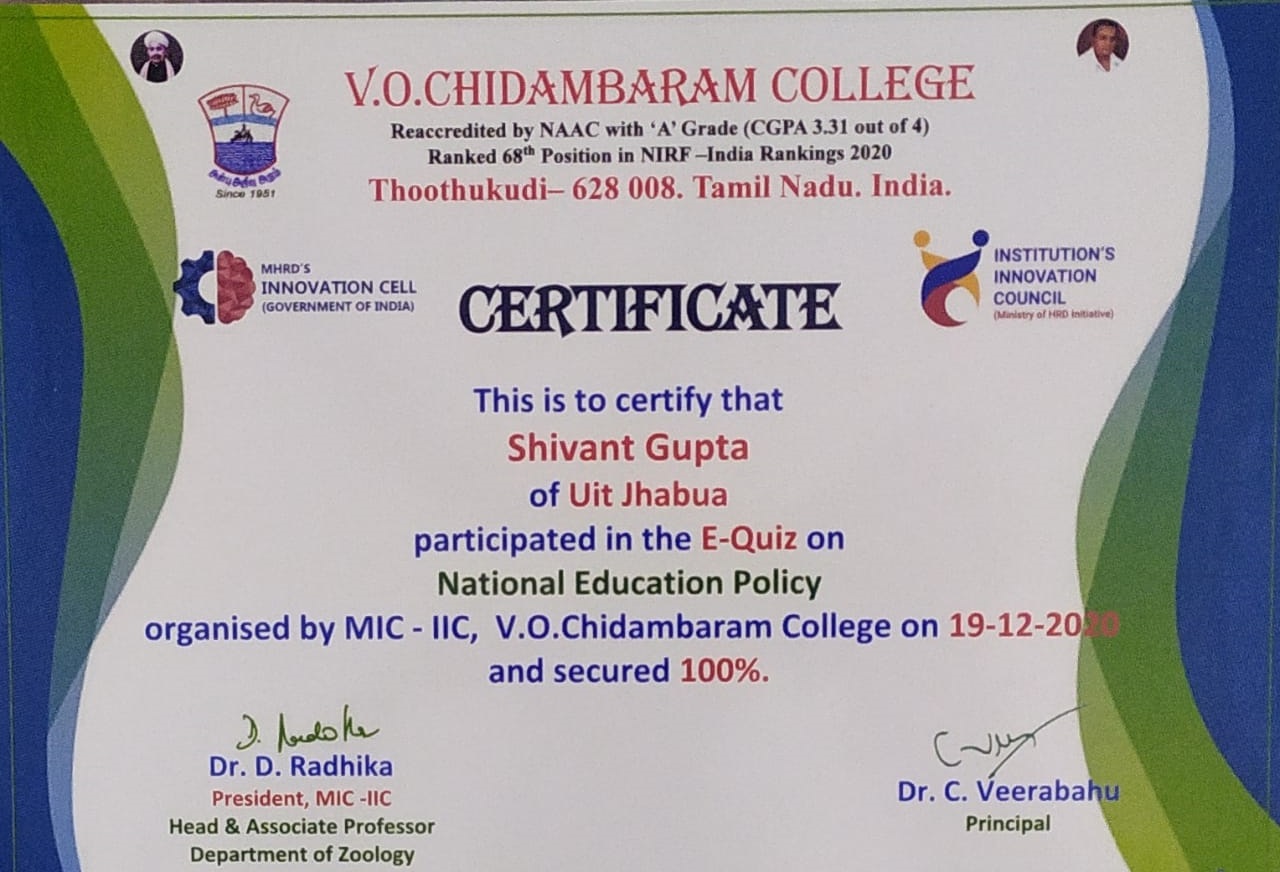 V.O.CHIDAMBARAM COLLEGE
Reaccredited by NAAC with ‘A’ Grade (CGPA 3.31 out of 4)
Ranked 68th Position in NIRF –India Rankings 2020
Thoothukudi– 628 008. Tamil Nadu. India.
Since 1951
MHRD'S
INNOVATION CELL
(GOVERNMENT OF INDIA)
CERTIFICATE
INSTITUTION'S
INNOVATION
COUNCIL
(Ministry of HRD Initiative)
This is to certify that
Shivant Gupta
of Uit Jhabua
participated in the E-Quiz on
National Education Policy
organised by MIC - IIC, V.O.Chidambaram College on 19-12-2020
and secured 100%.
Dr. D. Radhika
President, MIC -IIC
Head & Associate Professor
Department of Zoology
Dr. C. Veerabahu
Principal